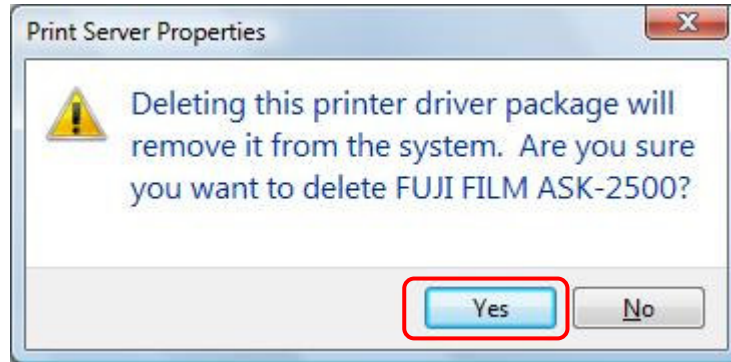 Print Server Properties
Deleting this printer driver package will
remove it from the system. Are you sure
you want to delete FUJI FILM ASK-2500?
Yes
No